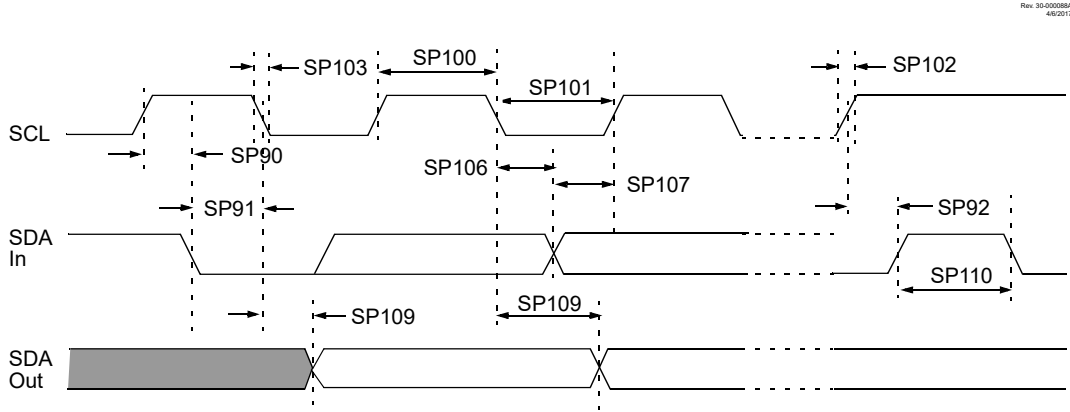 Rev. 30-000088A
4/6/2017
SP103
SP100
SP101
SP102
SCL
SP90
SP106
SP107
SP91
SP92
SDA
In
SP110
SP109
SP109
SDA
Out